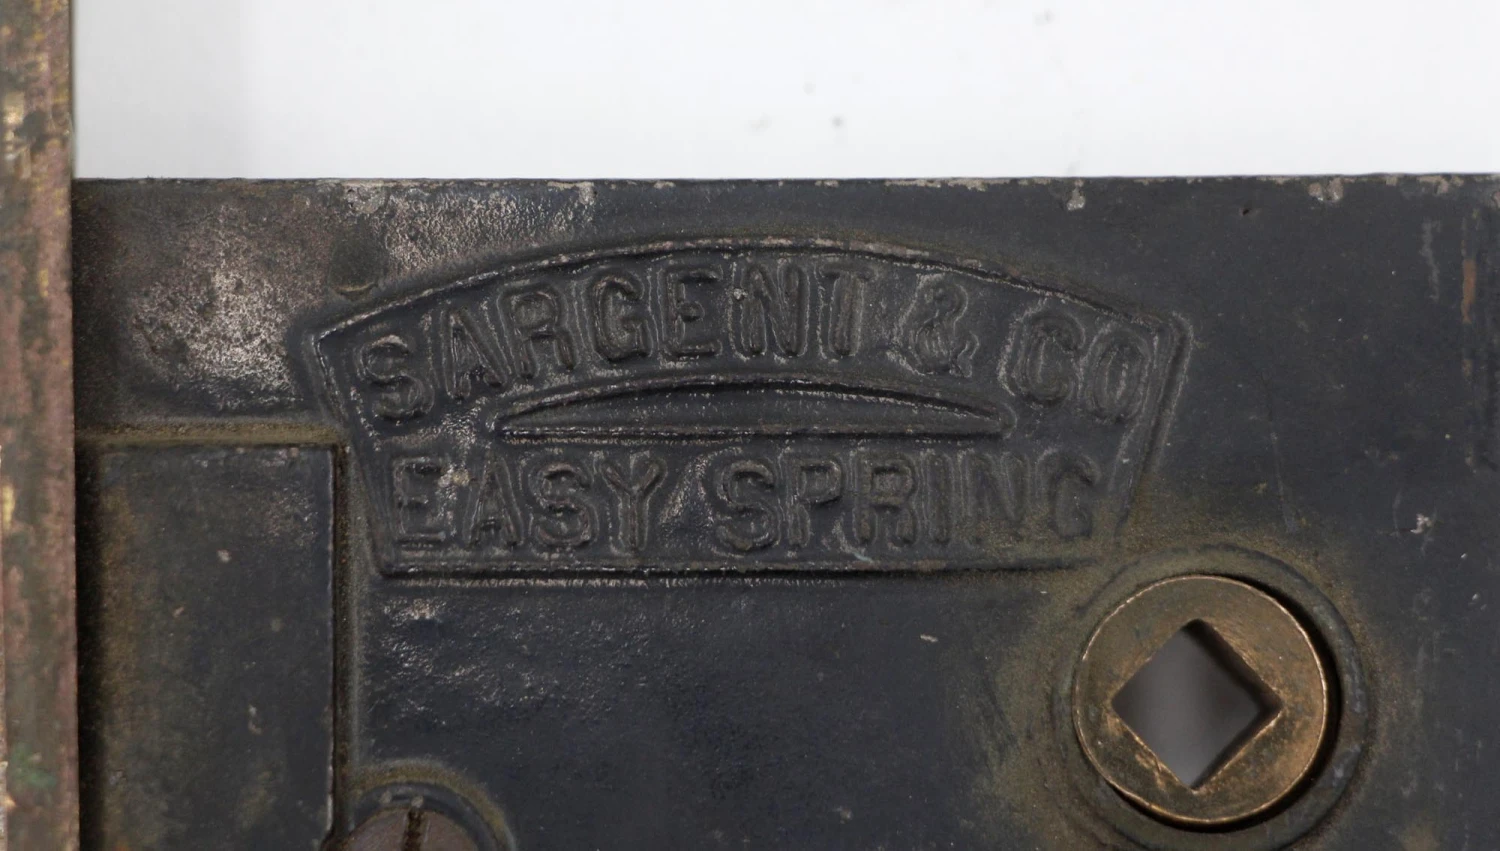 SARGENT & CO
EASY SPRING